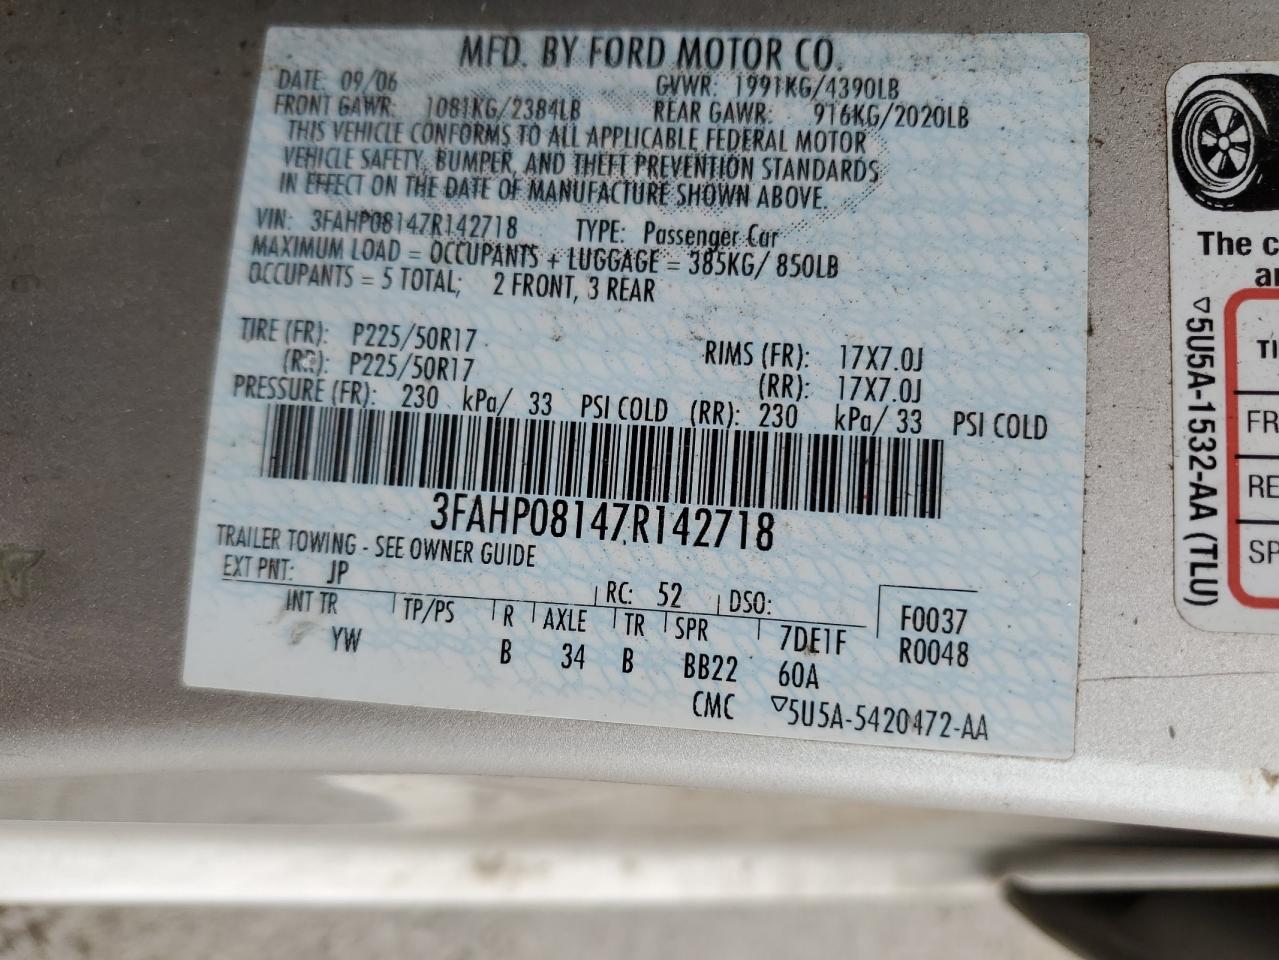 MFD. BY FORD MOTOR CO.
DATE: 09/06 GVWR: 1991KG/4390LB
FRONT GAWR: 1081KG/2384LB REAR GAWR: 916KG/2020LB
THIS VEHICLE CONFORMS TO ALL APPLICABLE FEDERAL MOTOR
VEHICLE SAFETY, BUMPER, AND THEFT PREVENTION STANDARDS
IN EFFECT ON THE DATE OF MANUFACTURE SHOWN ABOVE.
VIN: 3FAHP08147R142718 TYPE: Passenger Car
MAXIMUM LOAD = OCCUPANTS + LUGGAGE = 385KG/ 850LB
OCCUPANTS = 5 TOTAL; 2 FRONT, 3 REAR
TIRE (FR): P225/50R17 RIMS (FR): 17X7.0J
(RR): P225/50R17 (RR): 17X7.0J
PRESSURE (FR): 230 kPa/ 33 PSI COLD (RR): 230 kPa/ 33 PSI COLD
3FAHP08147R142718
TRAILER TOWING - SEE OWNER GUIDE
EXT PNT: JP RC: 52 DSO: F0037
INT TR TP/PS R AXLE TR SPR 7DE1F R0048
YW B 34 B BB22 60A
CMC ▽5U5A-5420472-AA
The c
an
▽5U5A-1532-AA (TLU)
TI
FR
RE
SP